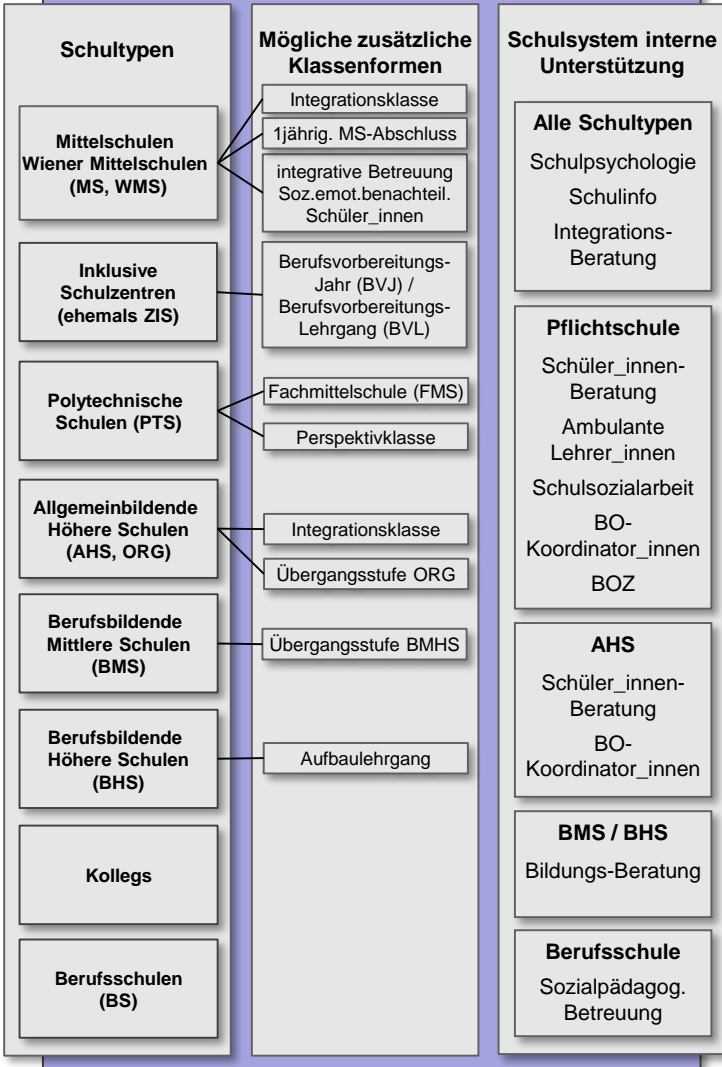 Schultypen
Mittelschulen
Wiener Mittelschulen
(MS, WMS)
Inklusive
Schulzentren
(ehemals ZIS)
Polytechnische
Schulen (PTS)
Allgemeinbildende
Höhere Schulen
(AHS, ORG)
Berufsbildende
Mittlere Schulen
(BMS)
Berufsbildende
Höhere Schulen
(BHS)
Kollegs
Berufsschulen
(BS)
Mögliche zusätzliche
Klassenformen
Integrationsklasse
1jährig. MS-Abschluss
integrative Betreuung
Soz.emot.benachteil.
Schüler_innen
Berufsvorbereitungs-
Jahr (BVJ) /
Berufsvorbereitungs-
Lehrgang (BVL)
Fachmittelschule (FMS)
Perspektivklasse
Integrationsklasse
Übergangsstufe ORG
Übergangsstufe BMHS
Aufbaulehrgang
Schulsystem interne
Unterstützung
Alle Schultypen
Schulpsychologie
Schulinfo
Integrations-
Beratung
Pflichtschule
Schüler_innen-
Beratung
Ambulante
Lehrer_innen
Schulsozialarbeit
BO-
Koordinator_innen
BOZ
AHS
Schüler_innen-
Beratung
BO-
Koordinator_innen
BMS / BHS
Bildungs-Beratung
Berufsschule
Sozialpädagog.
Betreuung